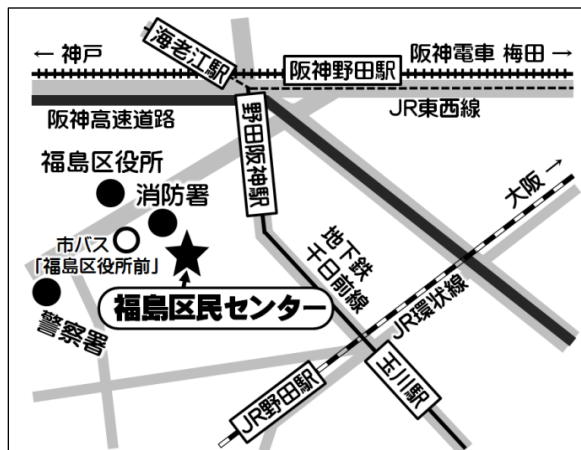 ← 神戸
海老江駅
阪神野田駅
阪神電車 梅田 →
JR東西線
阪神高速道路
野田阪神駅
福島区役所
消防署
大阪 →
市バス
「福島区役所前」
地下鉄
千日前線
福島区民センター
警察署
JR環状線
JR野田駅
玉川駅